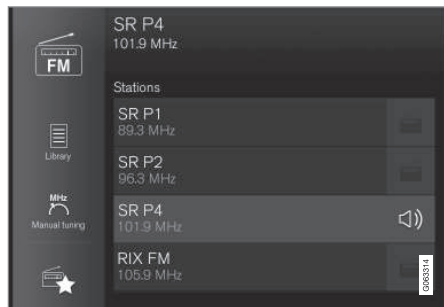 SR P4
101.9 MHz
FM
Stations
SR P1
89.3 MHz
Library
SR P2
96.3 MHz
MHz
Manual tuning
SR P4
101.9 MHz
RIX FM
105.9 MHz
G063314